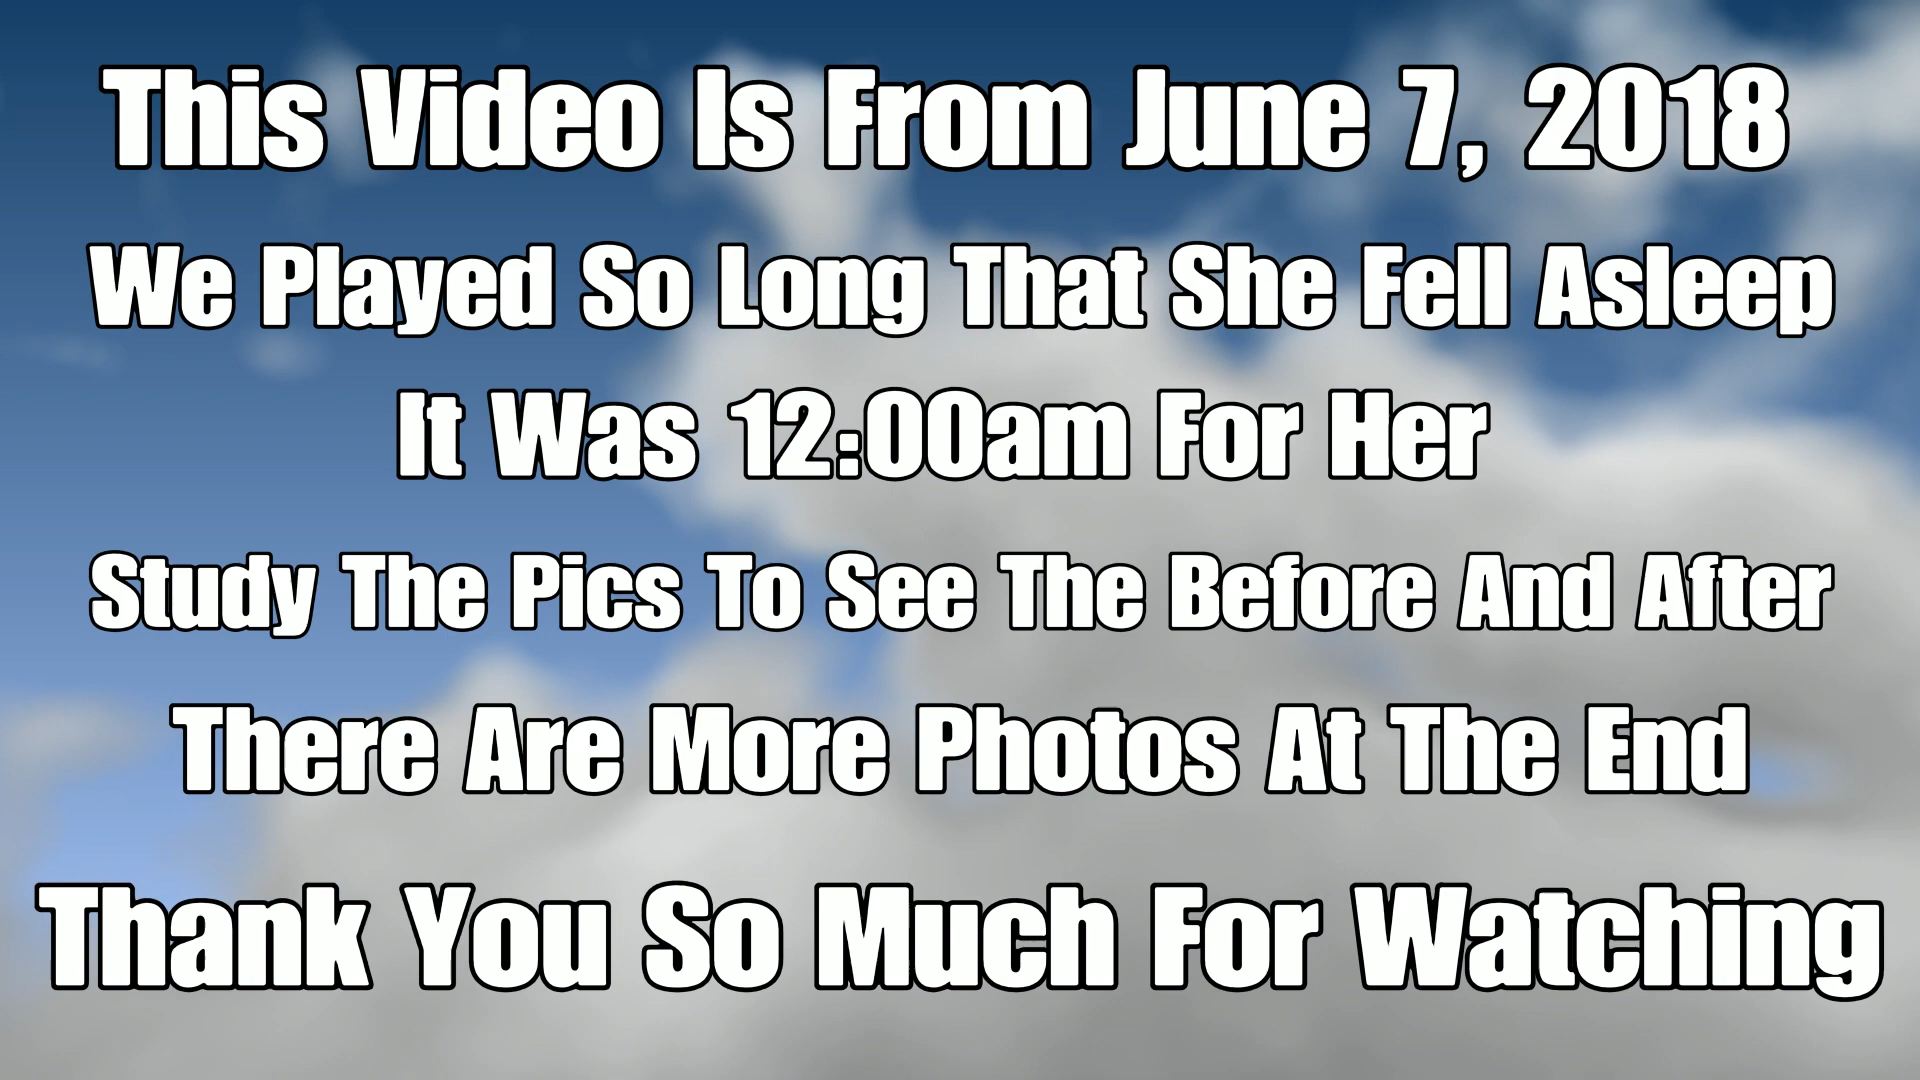 This Video Is From June 7, 2018
We Played So Long That She Fell Asleep
It Was 12:00am For Her
Study The Pics To See The Before And After
There Are More Photos At The End
Thank You So Much For Watching